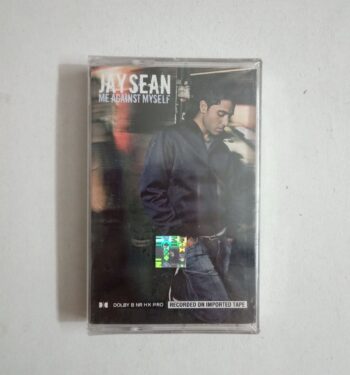 JAY SEAN
ME AGAINST MYSELF
DOLBY B NR HX PRO
RECORDED ON IMPORTED TAPE